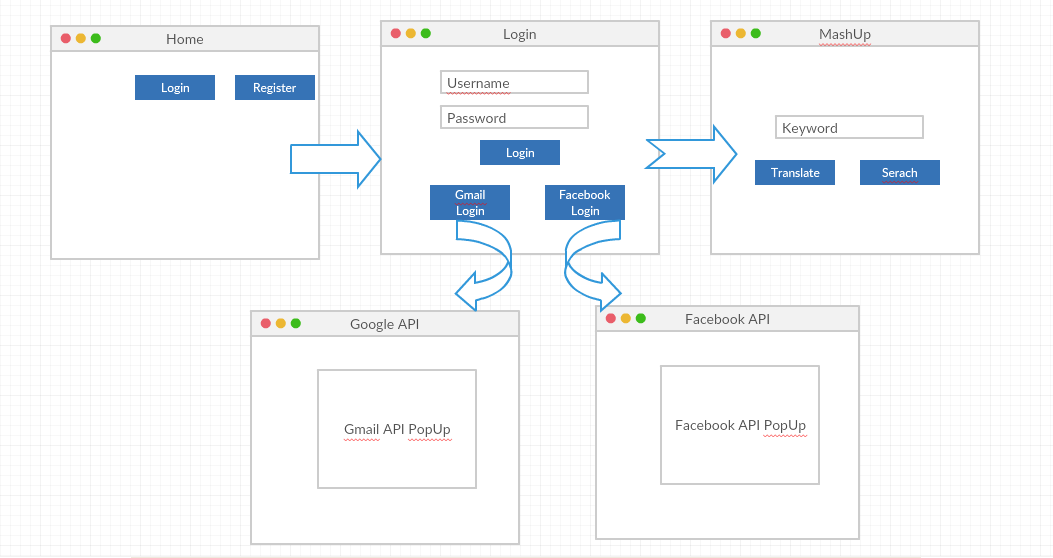 Home
Login
Register
Login
Username
Password
Login
Gmail
Login
Facebook
Login
MashUp
Keyword
Translate
Serach
Google API
Gmail API PopUp
Facebook API
Facebook API PopUp